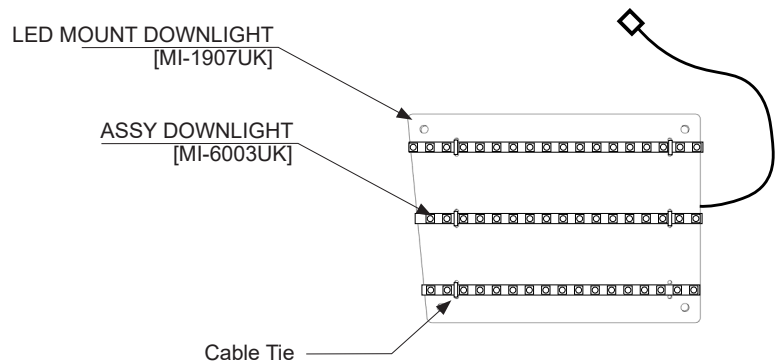 LED MOUNT DOWNLIGHT
[MI-1907UK]
ASSY DOWNLIGHT
[MI-6003UK]
Cable Tie